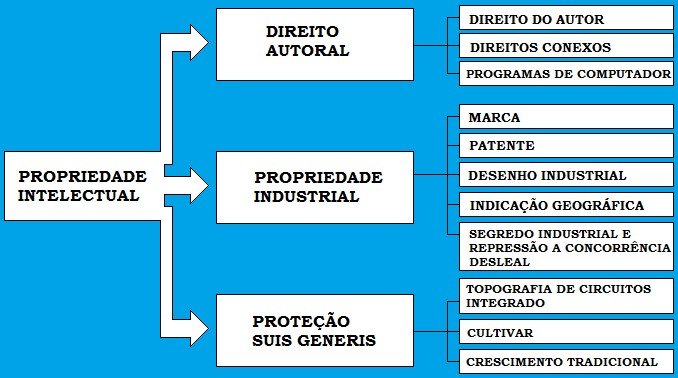 PROPRIEDADE
INTELECTUAL
DIREITO
AUTORAL
DIREITO DO AUTOR
DIREITOS CONEXOS
PROGRAMAS DE COMPUTADOR
PROPRIEDADE
INDUSTRIAL
MARCA
PATENTE
DESENHO INDUSTRIAL
INDICAÇÃO GEOGRÁFICA
SEGREDO INDUSTRIAL E
REPRESSÃO A CONCORRÊNCIA
DESLEAL
PROTEÇÃO
SUIS GENERIS
TOPOGRAFIA DE CIRCUITOS
INTEGRADO
CULTIVAR
CRESCIMENTO TRADICIONAL